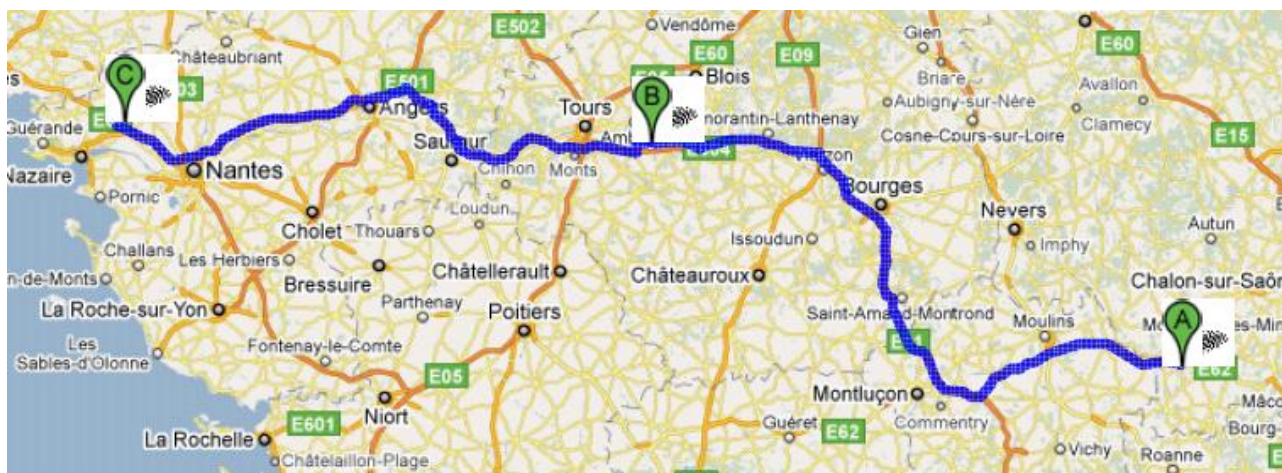 Vendôme
E502
Châteaubriant
E60
E09
Gien
E60
Blois
Briare
Avallon
C
E501
Tours
B
Aubigny-sur-Nère
Clamecy
Guérande
Angers
morantin-Lanthenay
Cosne-Cours-sur-Loire
E15
Nazaire
Nantes
Saumur
Chinon
Monts
Bourges
Pornic
Loudun
Nevers
Autun
Cholet
Thouars
Issoudun
Imphy
Challans
Les Herbiers
n-de-Monts
Bressuire
Châtellerault
Châteauroux
Chalon-sur-Saôn
La Roche-sur-Yon
Parthenay
Poitiers
Saint-Amand-Montrond
Moulins
A
es-Min
Les
Sables-d'Olonne
Fontenay-le-Comte
E05
E62
Niort
Montluçon
Commentry
Mâco
La Rochelle
E601
Guéret
E62
Vichy
Bourg-
Châtelaillon-Plage
Roanne